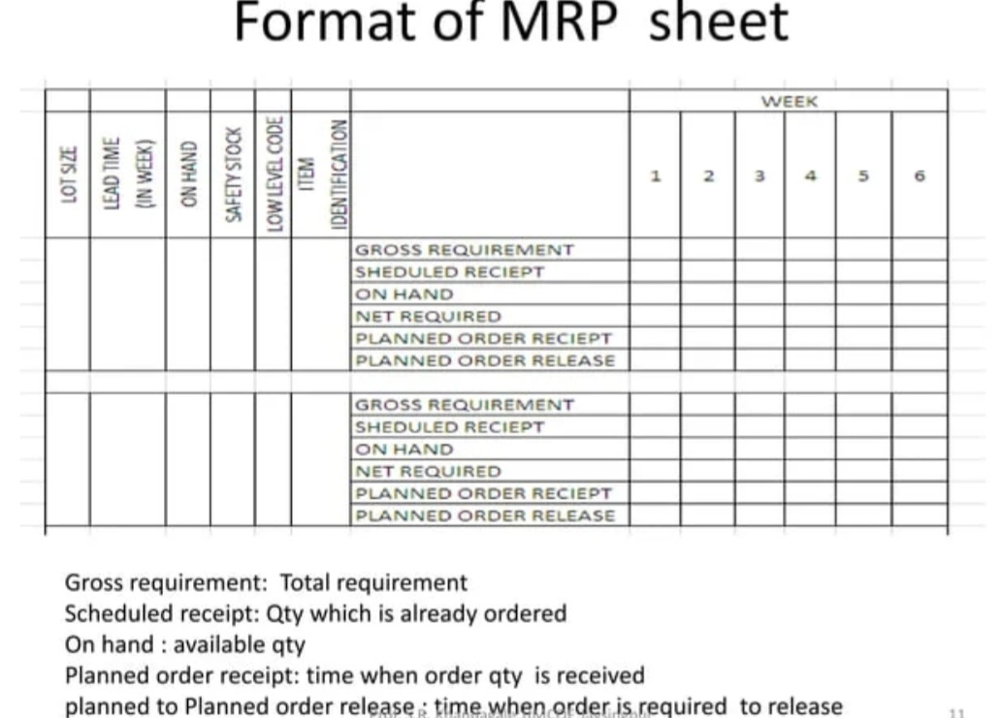 Format of MRP sheet
WEEK
LOT SIZE
LEAD TIME
(IN WEEK)
ON HAND
SAFETY STOCK
LOW LEVEL CODE
ITEM
IDENTIFICATION
1 2 3 4 5 6
GROSS REQUIREMENT
SHEDULED RECIEPT
ON HAND
NET REQUIRED
PLANNED ORDER RECIEPT
PLANNED ORDER RELEASE
GROSS REQUIREMENT
SHEDULED RECIEPT
ON HAND
NET REQUIRED
PLANNED ORDER RECIEPT
PLANNED ORDER RELEASE
Gross requirement: Total requirement
Scheduled receipt: Qty which is already ordered
On hand : available qty
Planned order receipt: time when order qty is received
planned to Planned order release : time when order is required to release
11